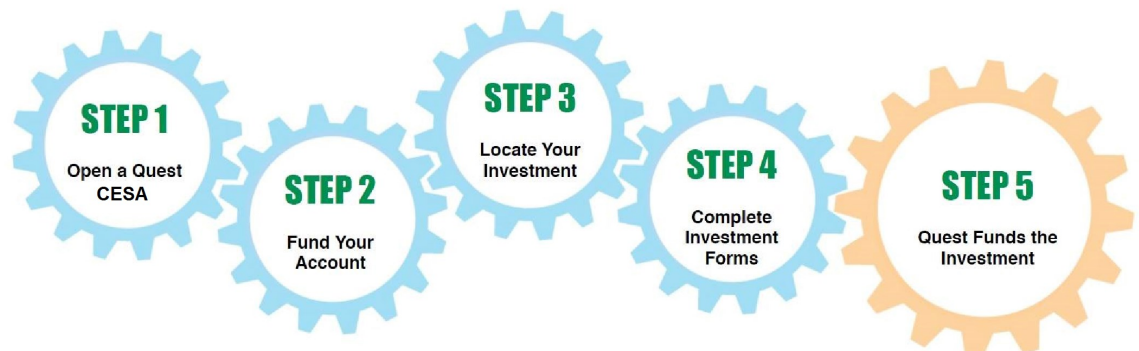 STEP 1
Open a Quest
CESA
STEP 2
Fund Your
Account
STEP 3
Locate Your
Investment
STEP 4
Complete
Investment
Forms
STEP 5
Quest Funds the
Investment